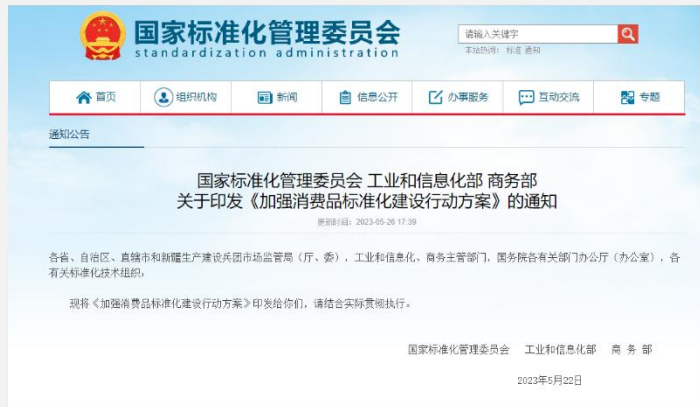 国家标准化管理委员会
standardization administration
请输入关键字
本站热词： 标准 通知
首页
组织机构
新闻
信息公开
办事服务
互动交流
专题
通知公告
国家标准化管理委员会 工业和信息化部 商务部
关于印发《加强消费品标准化建设行动方案》的通知
更新时间：2023-05-26 17:39
各省、自治区、直辖市和新疆生产建设兵团市场监管局（厅、委），工业和信息化、商务主管部门，国务院各有关部门办公厅（办公室），各
有关标准化技术组织：
现将《加强消费品标准化建设行动方案》印发给你们，请结合实际贯彻执行。
国家标准化管理委员会 工业和信息化部 商 务 部
2023年5月22日